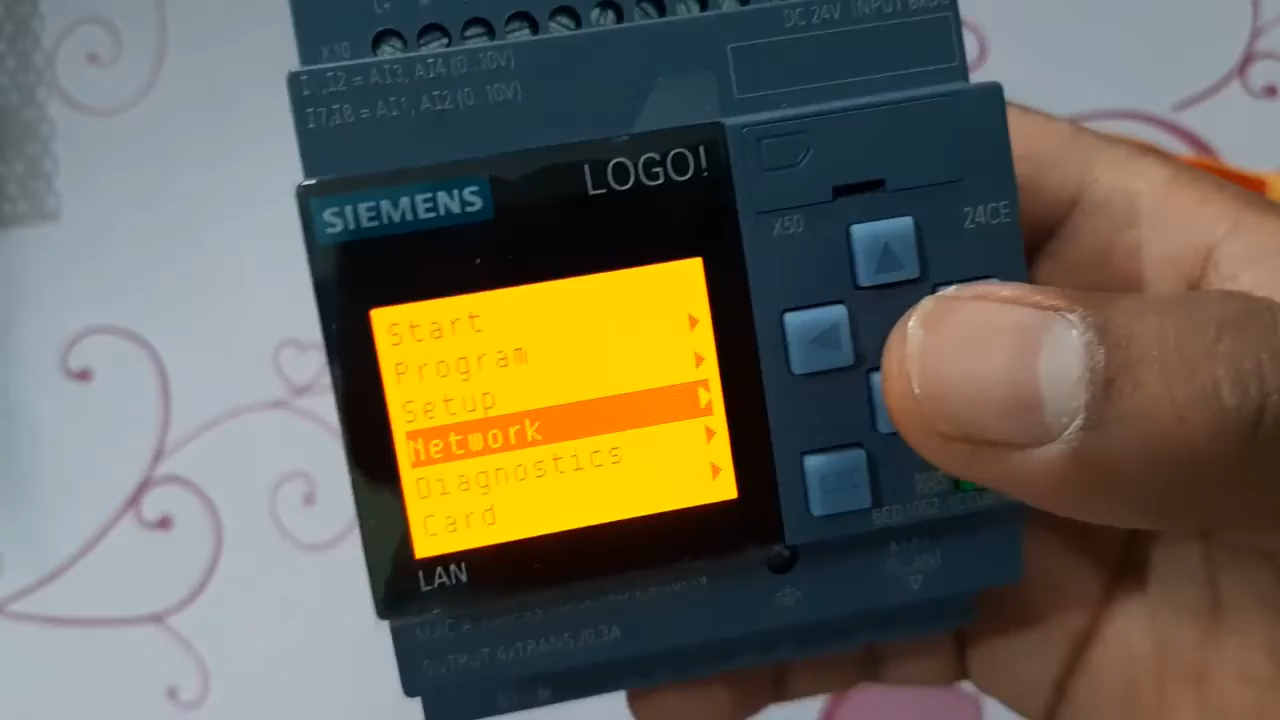 DC 24V INPUT 8x
X10
I1,I2 = AI3, AI4 (0..10V)
I7,I8 = AI1, AI2 (0..10V)
SIEMENS
LOGO!
X50
24CE
Start
Program
Setup
Network
Diagnostics
Card
LAN
OUTPUT 4xTRANS./0.3A